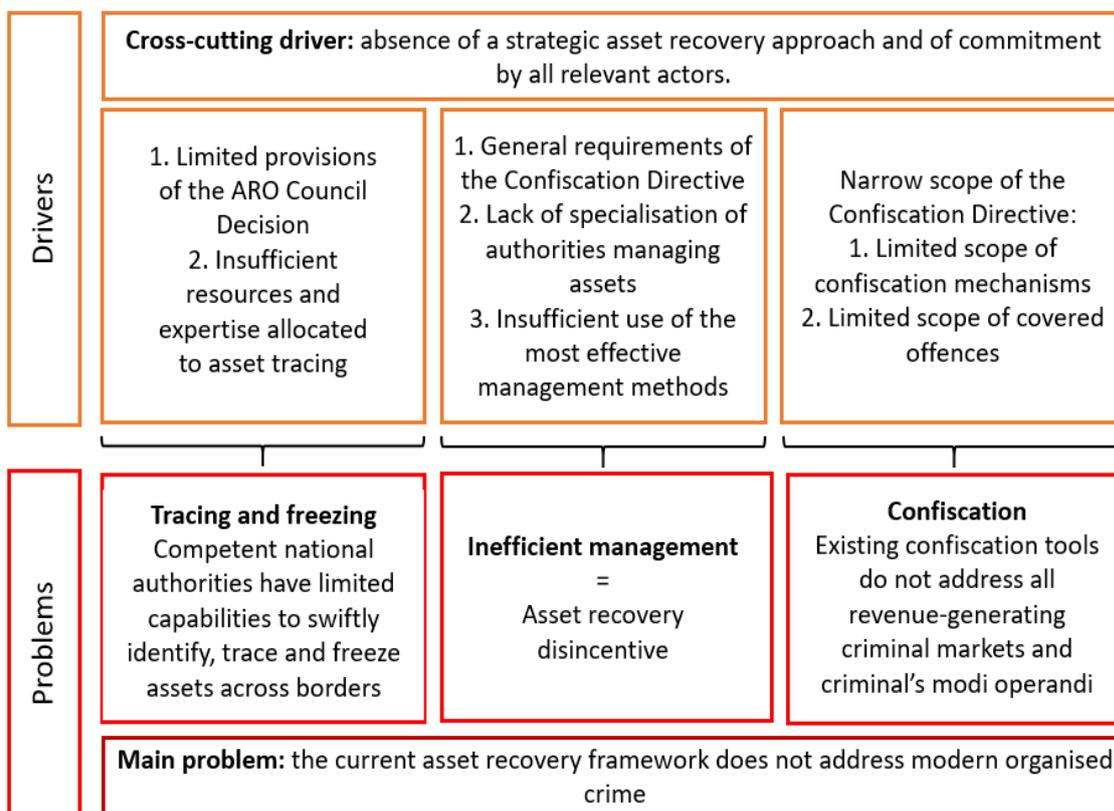 Cross-cutting driver: absence of a strategic asset recovery approach and of commitment
by all relevant actors.
Drivers
1. Limited provisions
of the ARO Council
Decision
2. Insufficient
resources and
expertise allocated
to asset tracing
1. General requirements of
the Confiscation Directive
2. Lack of specialisation of
authorities managing
assets
3. Insufficient use of the
most effective
management methods
Narrow scope of the
Confiscation Directive:
1. Limited scope of
confiscation mechanisms
2. Limited scope of covered
offences
Problems
Tracing and freezing
Competent national
authorities have limited
capabilities to swiftly
identify, trace and freeze
assets across borders
Inefficient management
=
Asset recovery
disincentive
Confiscation
Existing confiscation tools
do not address all
revenue-generating
criminal markets and
criminal’s modi operandi
Main problem: the current asset recovery framework does not address modern organised
crime